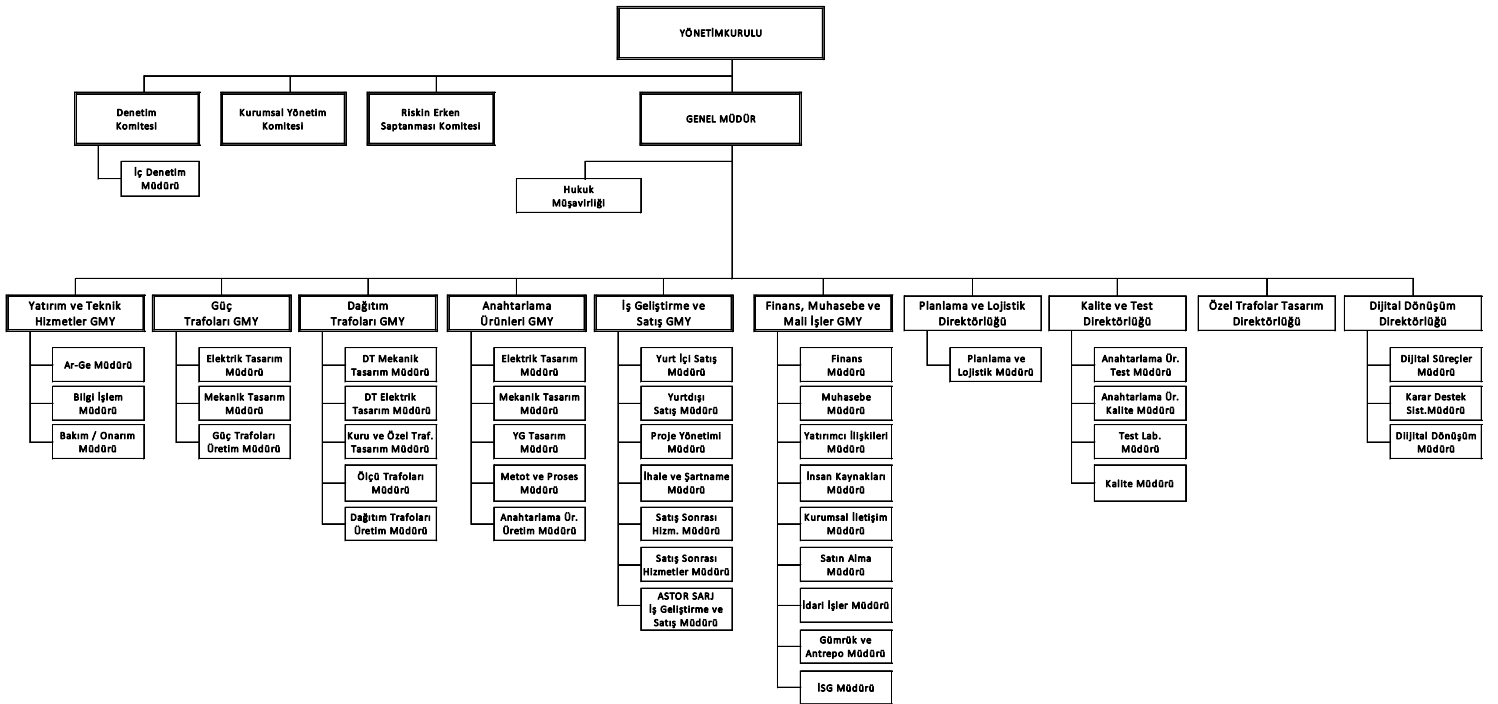 YÖNETİMKURULU
Denetim
Komitesi
Kurumsal Yönetim
Komitesi
Riskin Erken
Saptanması Komitesi
GENEL MÜDÜR
İç Denetim
Müdürü
Hukuk
Müşavirliği
Yatırım ve Teknik
Hizmetler GMY
Güç
Trafoları GMY
Dağıtım
Trafoları GMY
Anahtarlama
Ürünleri GMY
İş Geliştirme ve
Satış GMY
Finans, Muhasebe ve
Mali İşler GMY
Planlama ve Lojistik
Direktörlüğü
Kalite ve Test
Direktörlüğü
Özel Trafolar Tasarım
Direktörlüğü
Dijital Dönüşüm
Direktörlüğü
Ar-Ge Müdürü
Bilgi İşlem
Müdürü
Bakım / Onarım
Müdürü
Elektrik Tasarım
Müdürü
Mekanik Tasarım
Müdürü
Güç Trafoları
Üretim Müdürü
DT Mekanik
Tasarım Müdürü
DT Elektrik
Tasarım Müdürü
Kuru ve Özel Traf.
Tasarım Müdürü
Ölçü Trafoları
Müdürü
Dağıtım Trafoları
Üretim Müdürü
Elektrik Tasarım
Müdürü
Mekanik Tasarım
Müdürü
YG Tasarım
Müdürü
Metot ve Proses
Müdürü
Anahtarlama Ür.
Üretim Müdürü
Yurt İçi Satış
Müdürü
Yurtdışı
Satış Müdürü
Proje Yönetimi
Müdürü
İhale ve Şartname
Müdürü
Satış Sonrası
Hizm. Müdürü
Satış Sonrası
Hizmetler Müdürü
ASTOR SARJ
İş Geliştirme ve
Satış Müdürü
Finans
Müdürü
Muhasebe
Müdürü
Yatırımcı İlişkileri
Müdürü
İnsan Kaynakları
Müdürü
Kurumsal İletişim
Müdürü
Satın Alma
Müdürü
İdari İşler Müdürü
Gümrük ve
Antrepo Müdürü
İSG Müdürü
Planlama ve
Lojistik Müdürü
Anahtarlama Ür.
Test Müdürü
Anahtarlama Ür.
Kalite Müdürü
Test Lab.
Müdürü
Kalite Müdürü
Dijital Süreçler
Müdürü
Karar Destek
Sist.Müdürü
Diijital Dönüşüm
Müdürü